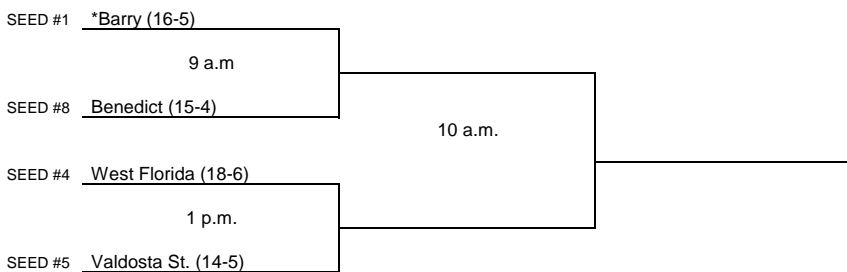 SEED #1 *Barry (16-5)
9 a.m
SEED #8 Benedict (15-4)
10 a.m.
SEED #4 West Florida (18-6)
1 p.m.
SEED #5 Valdosta St. (14-5)